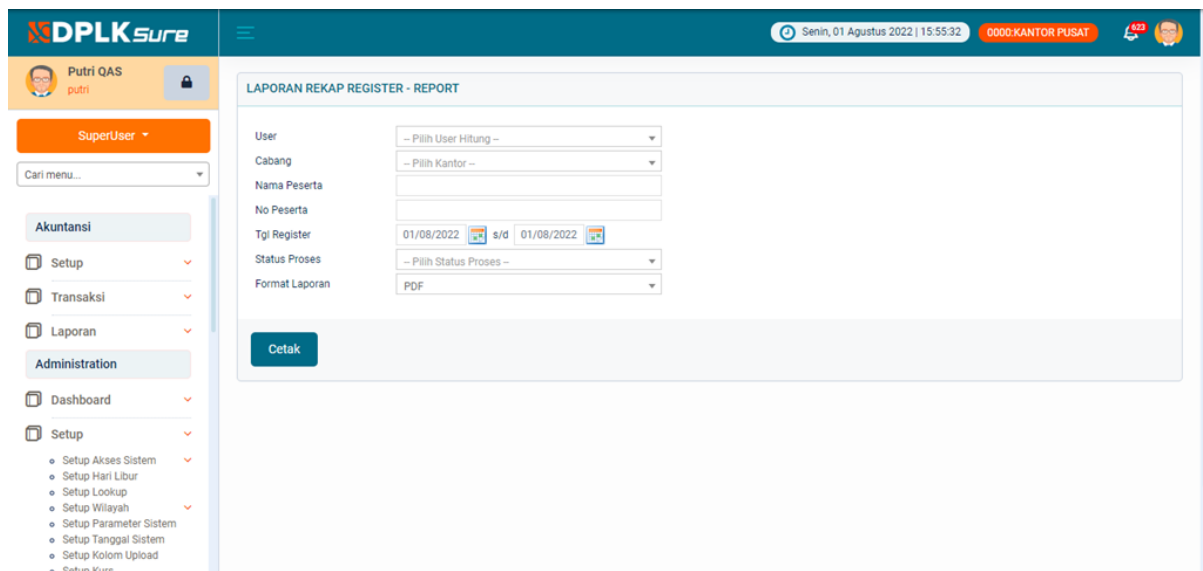 DPLKSure
Senin, 01 Agustus 2022 | 15:55:32
0000:KANTOR PUSAT
623
Putri QAS
putri
SuperUser
Cari menu...
Akuntansi
Setup
Transaksi
Laporan
Administration
Dashboard
Setup
Setup Akses Sistem
Setup Hari Libur
Setup Lookup
Setup Wilayah
Setup Parameter Sistem
Setup Tanggal Sistem
Setup Kolom Upload
Setup Kurs
LAPORAN REKAP REGISTER - REPORT
User -- Pilih User Hitung --
Cabang -- Pilih Kantor --
Nama Peserta
No Peserta
Tgl Register 01/08/2022 s/d 01/08/2022
Status Proses -- Pilih Status Proses --
Format Laporan PDF
Cetak